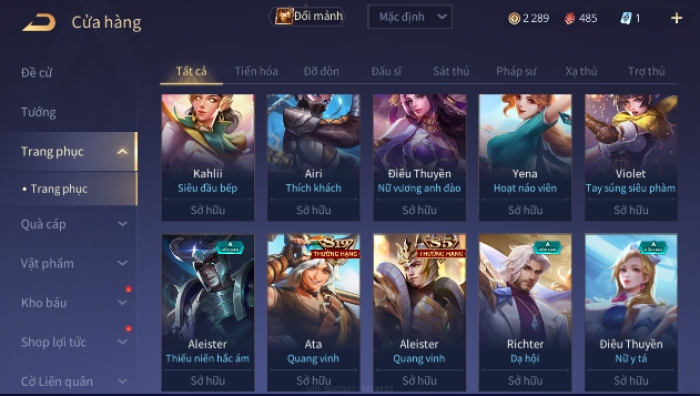 Cửa hàng
Đổi mảnh
Mặc định
2 289
485
1
Đề cử
Tướng
Trang phục
Trang phục
Quà cáp
Vật phẩm
Kho báu
Shop lợi tức
Cờ Liên quân
Tất cả
Tiến hóa
Đỡ đòn
Đấu sĩ
Sát thủ
Pháp sư
Xạ thủ
Trợ thủ
Kahlii
Siêu đầu bếp
Sở hữu
Airi
Thích khách
Sở hữu
Điêu Thuyền
Nữ vương anh đào
Sở hữu
Yena
Hoạt náo viên
Sở hữu
Violet
Tay súng siêu phàm
Sở hữu
A
Aleister
Thiếu niên hắc ám
Sở hữu
S19
THƯỞNG HẠNG
Ata
Quang vinh
Sở hữu
S5
THƯỞNG HẠNG
Aleister
Quang vinh
Sở hữu
A
Richter
Dạ hội
Sở hữu
A
Điêu Thuyền
Nữ y tá
Sở hữu